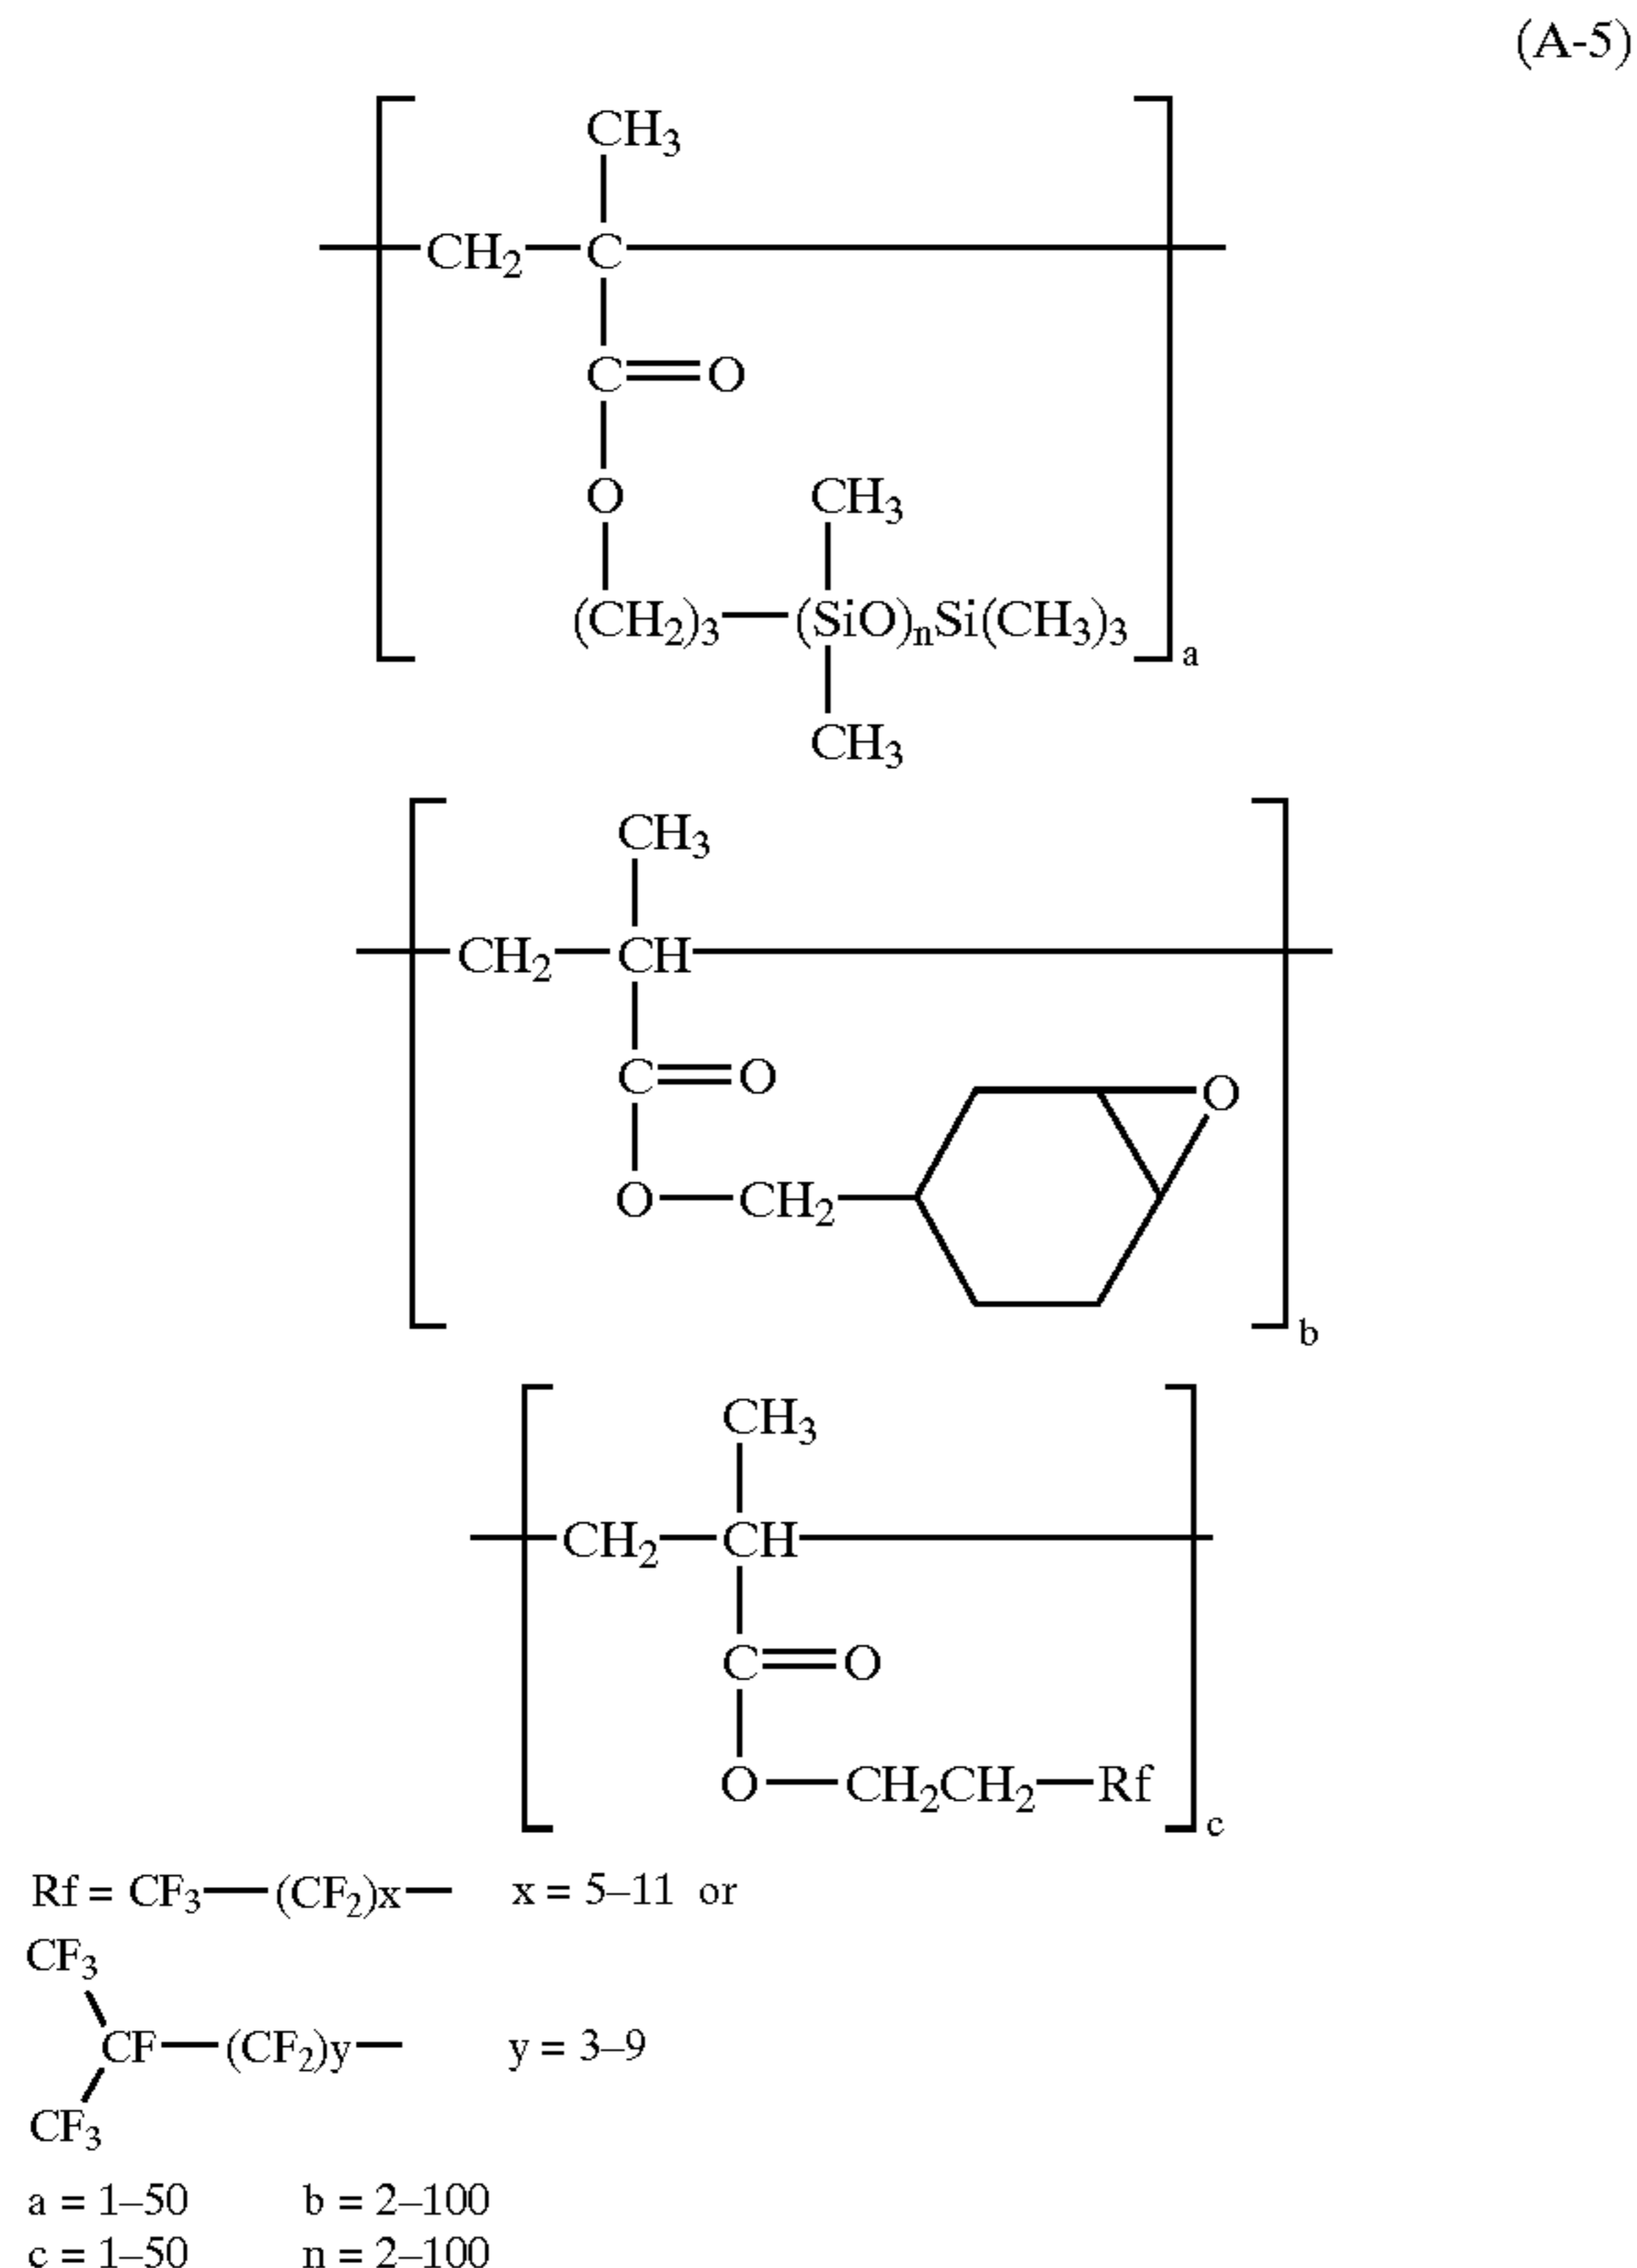 (A-5)
CH3
CH2 C
C O
O CH3
(CH2)3 (SiO)nSi(CH3)3
a
CH3
CH3
CH2 CH
C O O
O CH2
b
CH3
CH2 CH
C O
O CH2CH2 Rf
c
Rf = CF3 (CF2)x x = 5–11 or
CF3
CF (CF2)y y = 3–9
CF3
a = 1–50 b = 2–100
c = 1–50 n = 2–100